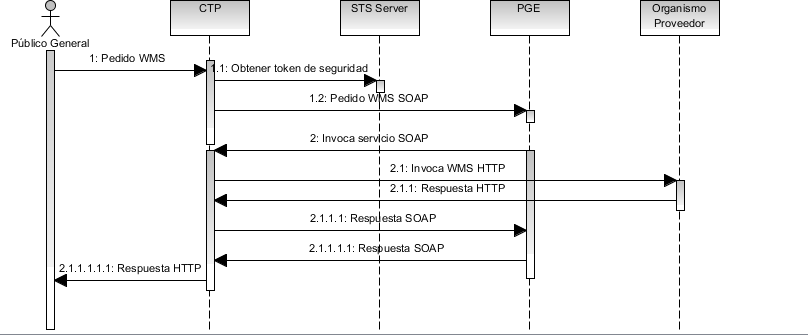 CTP
STS Server
PGE
Organismo
Proveedor
Público General
1: Pedido WMS
1.1: Obtener token de seguridad
1.2: Pedido WMS SOAP
2: Invoca servicio SOAP
2.1: Invoca WMS HTTP
2.1.1: Respuesta HTTP
2.1.1.1: Respuesta SOAP
2.1.1.1.1: Respuesta SOAP
2.1.1.1.1.1: Respuesta HTTP